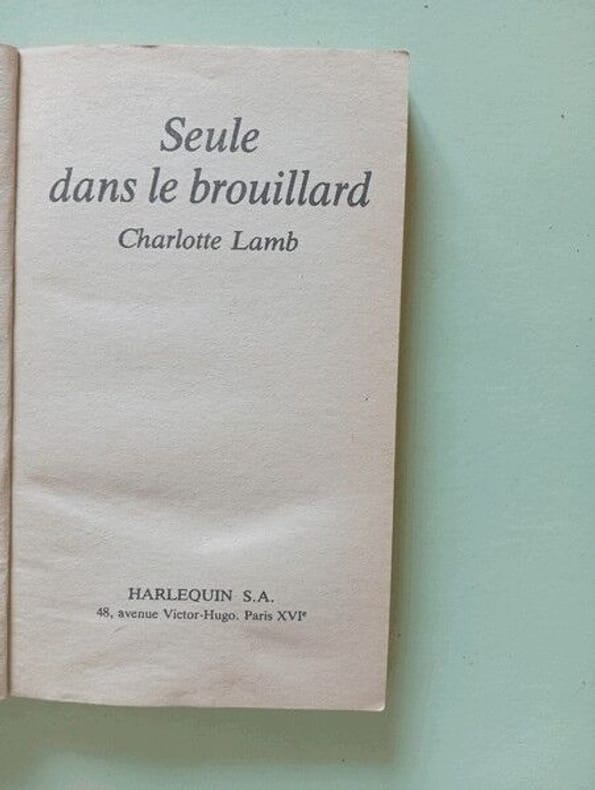 Seule
dans le brouillard
Charlotte Lamb
HARLEQUIN S.A.
48, avenue Victor-Hugo. Paris XVIᵉ